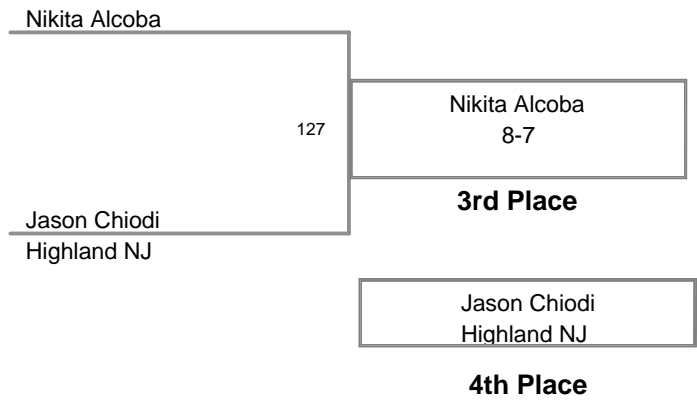 Nikita Alcoba
127
Nikita Alcoba
8-7
3rd Place
Jason Chiodi
Highland NJ
Jason Chiodi
Highland NJ
4th Place